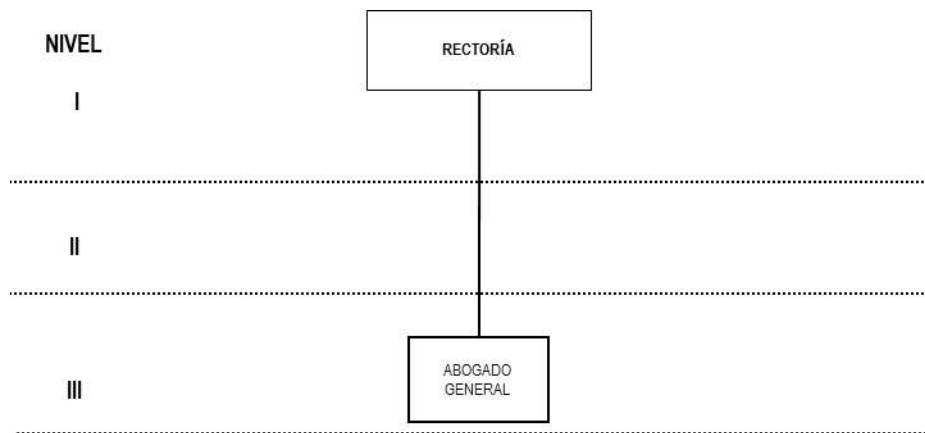 NIVEL
RECTORÍA
I
II
ABOGADO
GENERAL
III